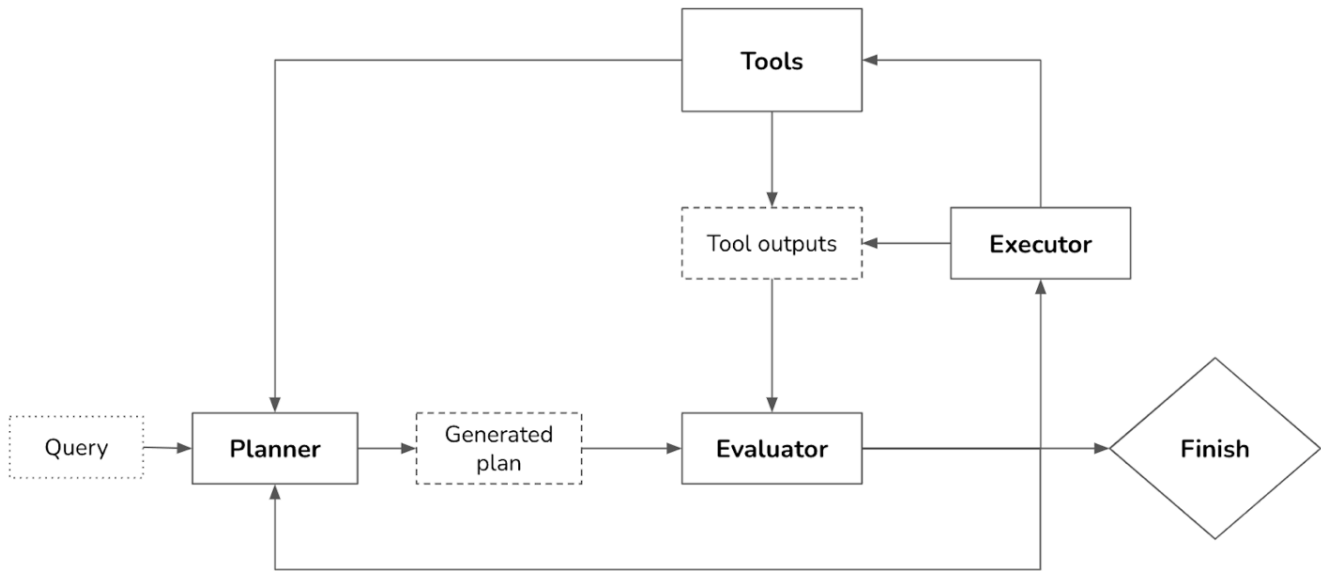 Tools
Tool outputs
Executor
Query
Planner
Generated
plan
Evaluator
Finish